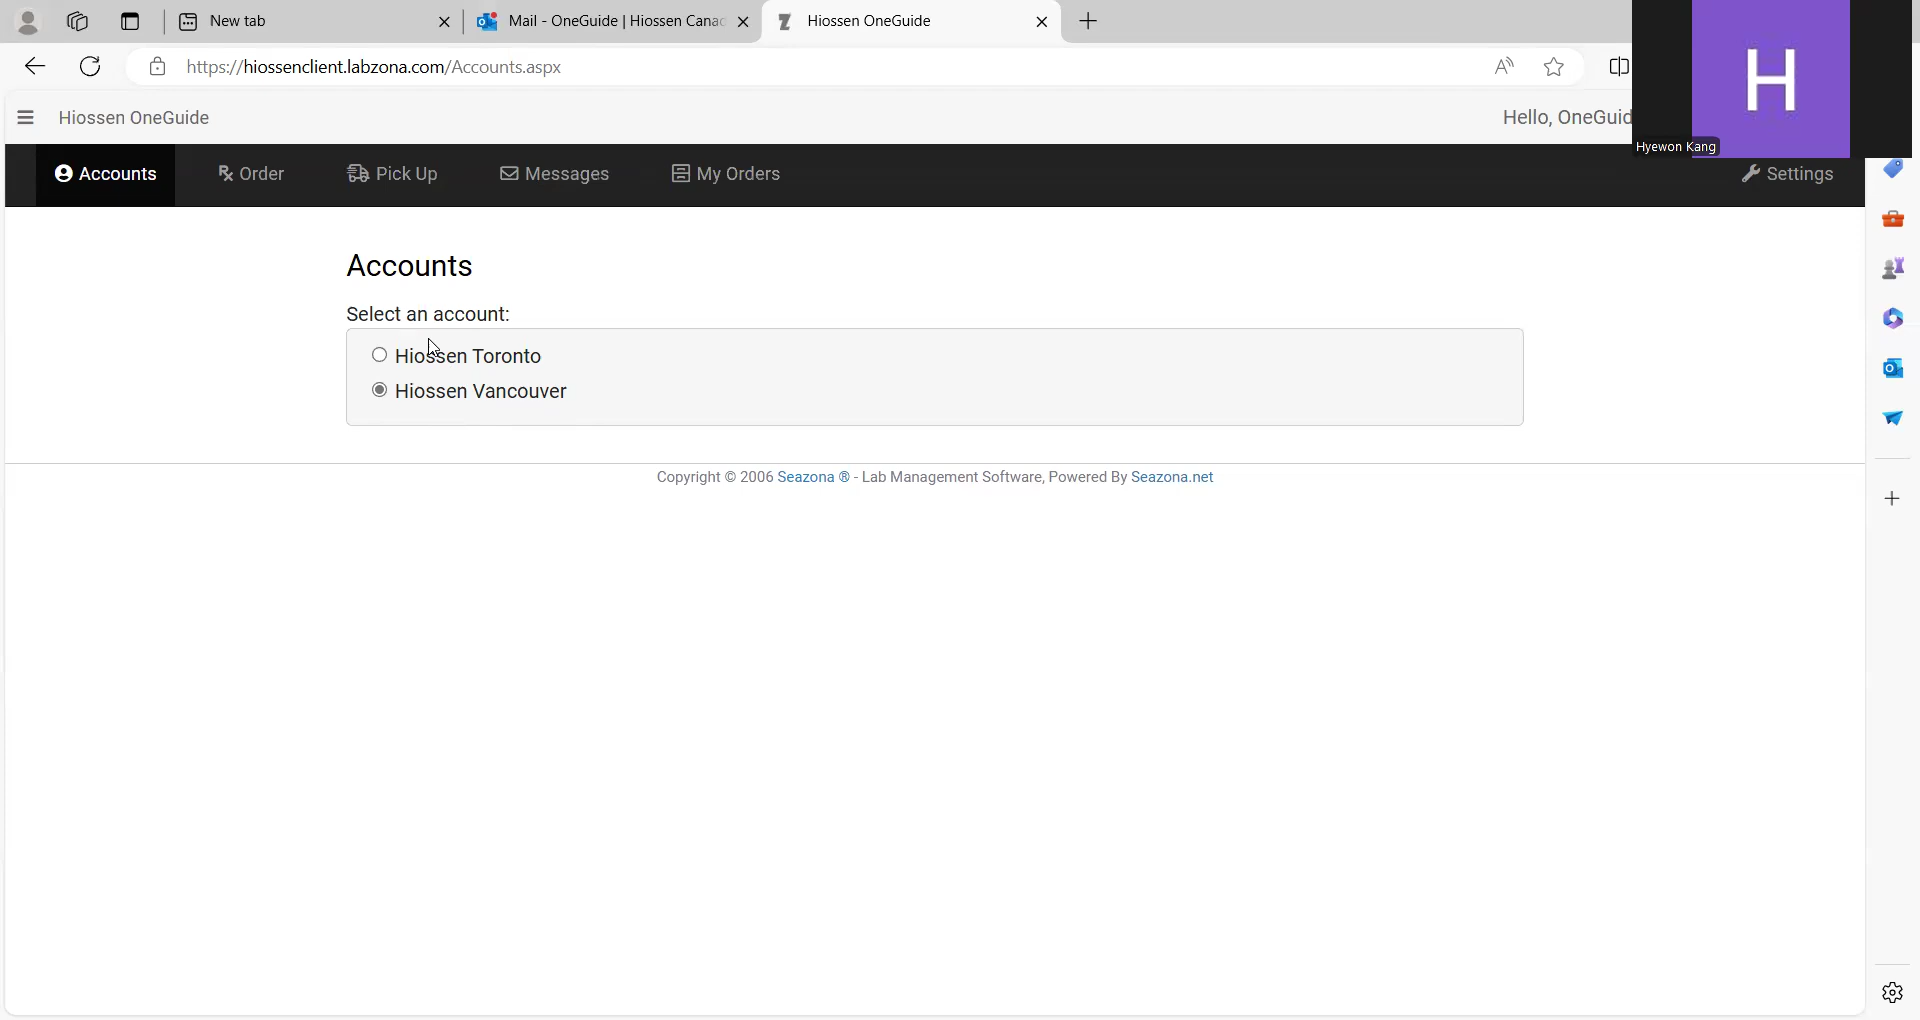 New tab
Mail - OneGuide | Hiossen Canad
Hiossen OneGuide
https://hiossenclient.labzona.com/Accounts.aspx
Hiossen OneGuide
Hello, OneGuid
H
Hyewon Kang
Accounts
Order
Pick Up
Messages
My Orders
Settings
Accounts
Select an account:
Hiossen Toronto
Hiossen Vancouver
Copyright © 2006 Seazona ® - Lab Management Software, Powered By Seazona.net